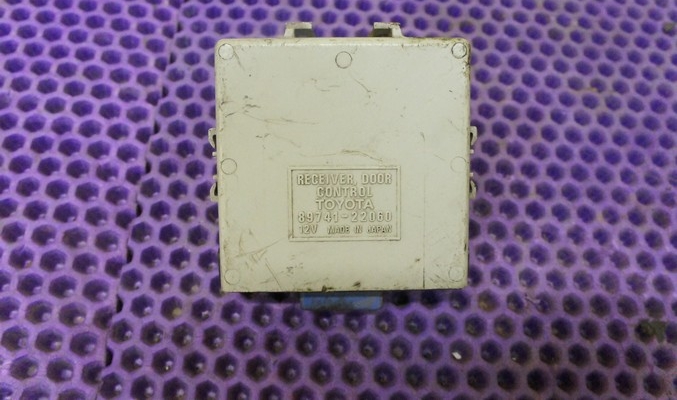 RECEIVER, DOOR
CONTROL
TOYOTA
89741-22060
12V MADE IN JAPAN